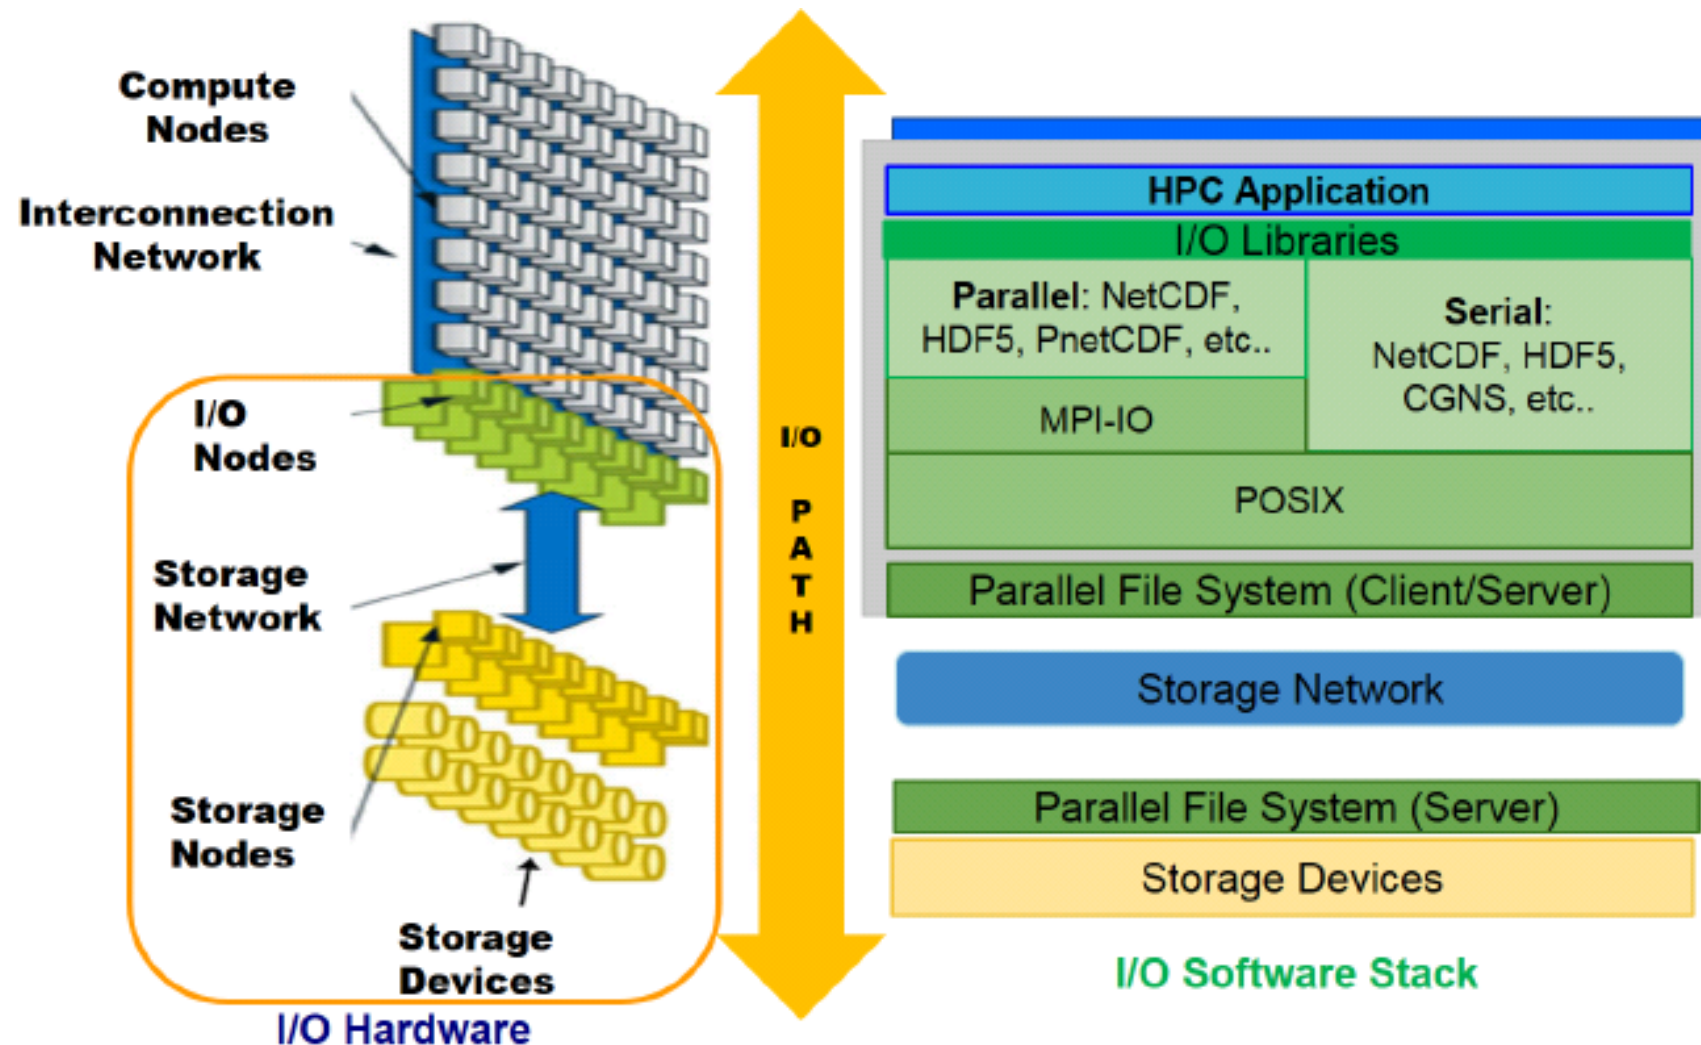 Compute
Nodes
Interconnection
Network
I/O
Nodes
Storage
Network
Storage
Nodes
Storage
Devices
I/O Hardware
I/O
P
A
T
H
HPC Application
I/O Libraries
Parallel: NetCDF,
HDF5, PnetCDF, etc..
MPI-IO
Serial:
NetCDF, HDF5,
CGNS, etc..
POSIX
Parallel File System (Client/Server)
Storage Network
Parallel File System (Server)
Storage Devices
I/O Software Stack